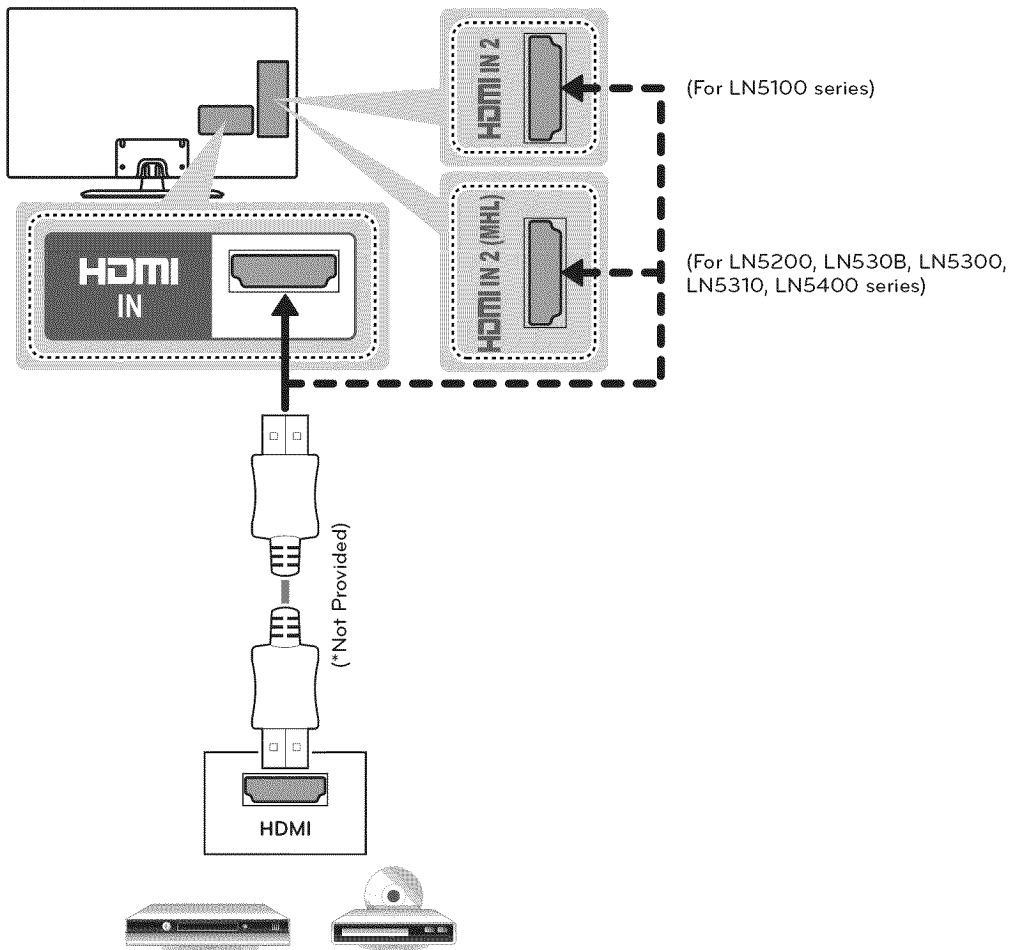 HDMI IN 2
(For LN5100 series)
HDMI IN 2 (MHL)
(For LN5200, LN530B, LN5300,
LN5310, LN5400 series)
HDMI
IN
(*Not Provided)
HDMI